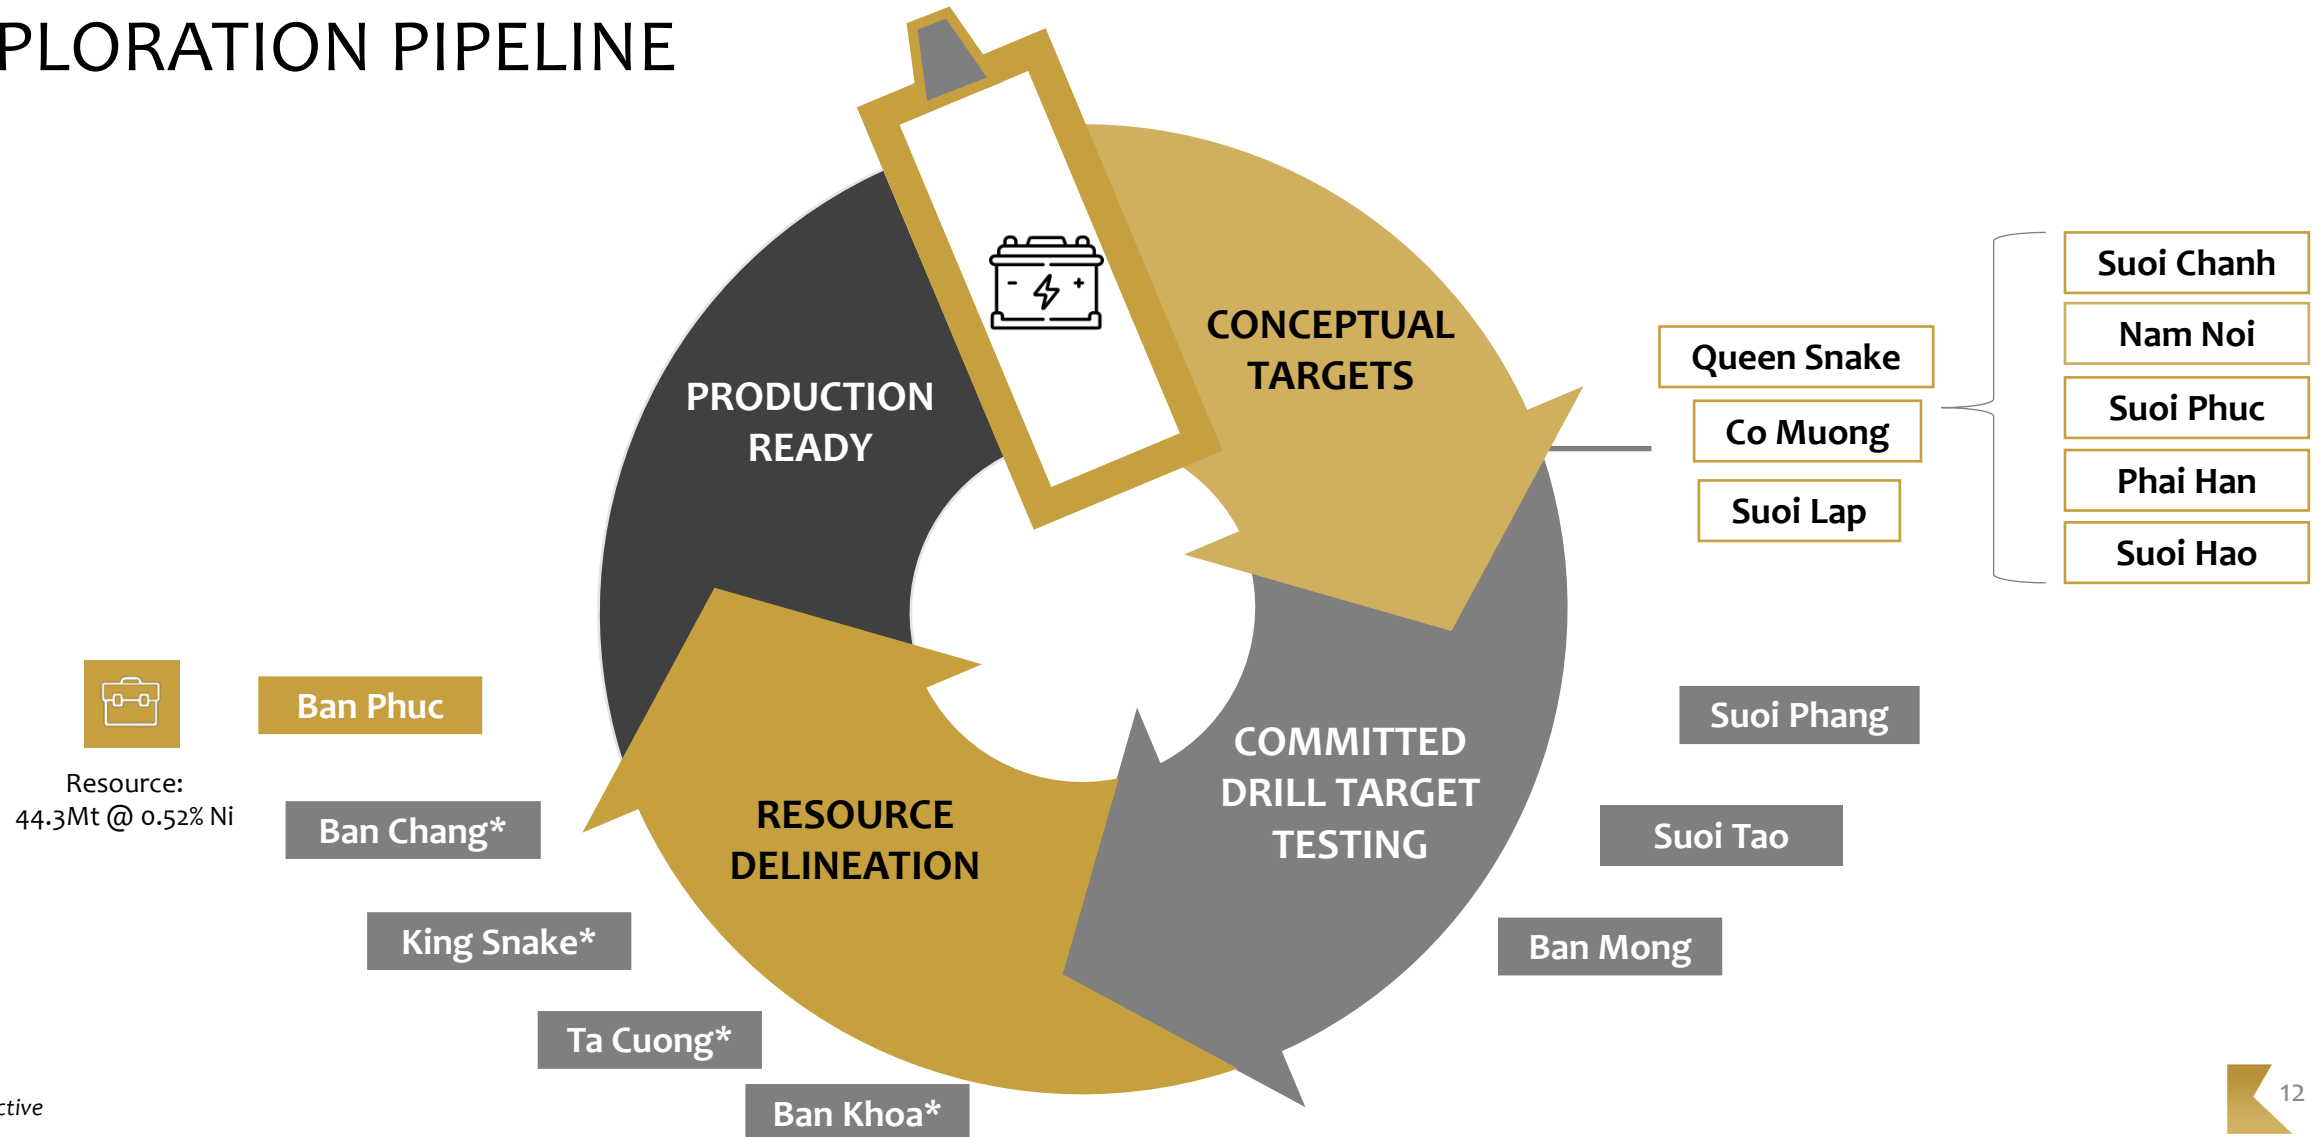 PLORATION PIPELINE
CONCEPTUAL
TARGETS
PRODUCTION
READY
Queen Snake
Co Muong
Suoi Lap
Suoi Chanh
Nam Noi
Suoi Phuc
Phai Han
Suoi Hao
COMMITTED
DRILL TARGET
TESTING
Suoi Phang
Suoi Tao
Ban Mong
RESOURCE
DELINEATION
Ban Phuc
Resource:
44.3Mt @ 0.52% Ni
Ban Chang*
King Snake*
Ta Cuong*
Ban Khoa*
ctive
12